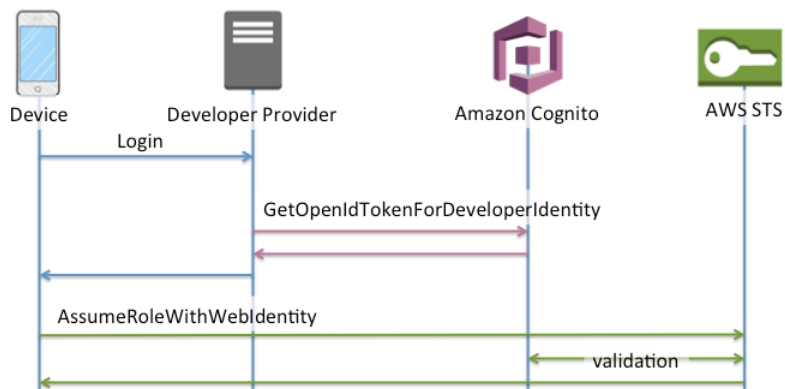 Device
Developer Provider
Amazon Cognito
AWS STS
Login
GetOpenIdTokenForDeveloperIdentity
AssumeRoleWithWebIdentity
validation